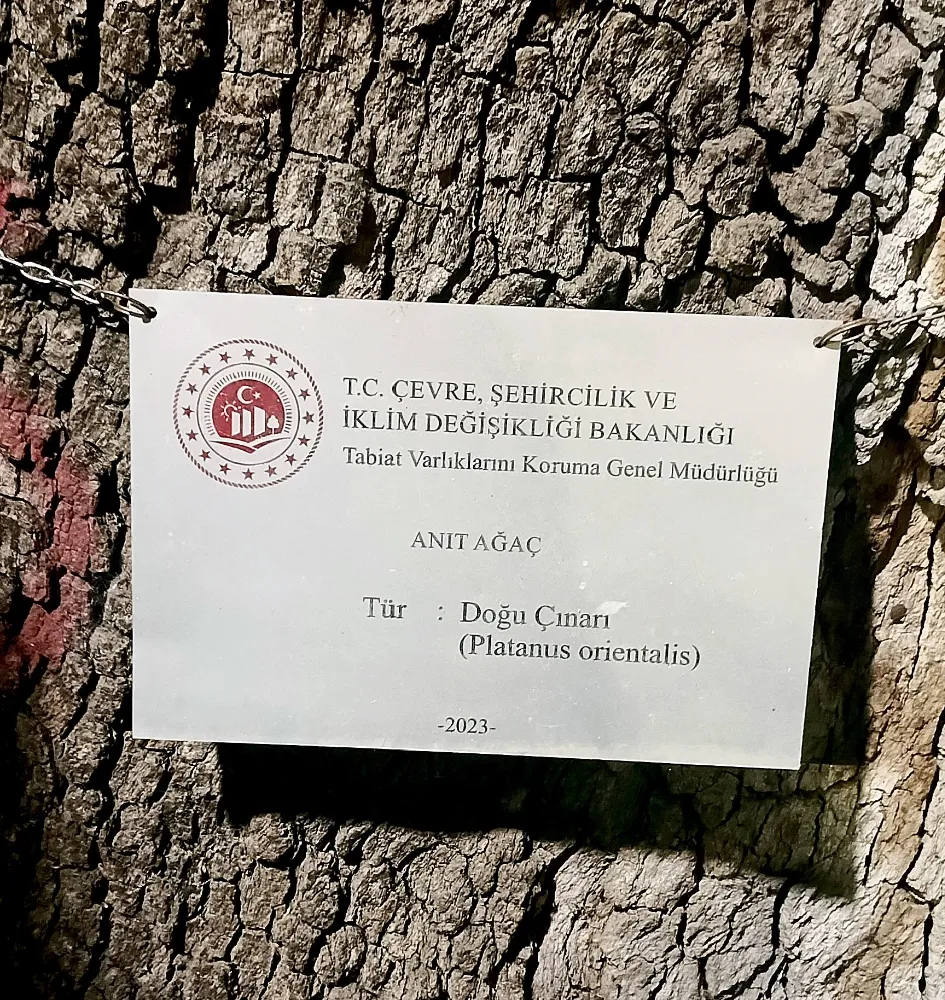 T.C. ÇEVRE, ŞEHİRCİLİK VE
İKLİM DEĞİŞİKLİĞİ BAKANLIĞI
Tabiat Varlıklarını Koruma Genel Müdürlüğü
ANIT AĞAÇ
Tür : Doğu Çınarı
(Platanus orientalis)
-2023-